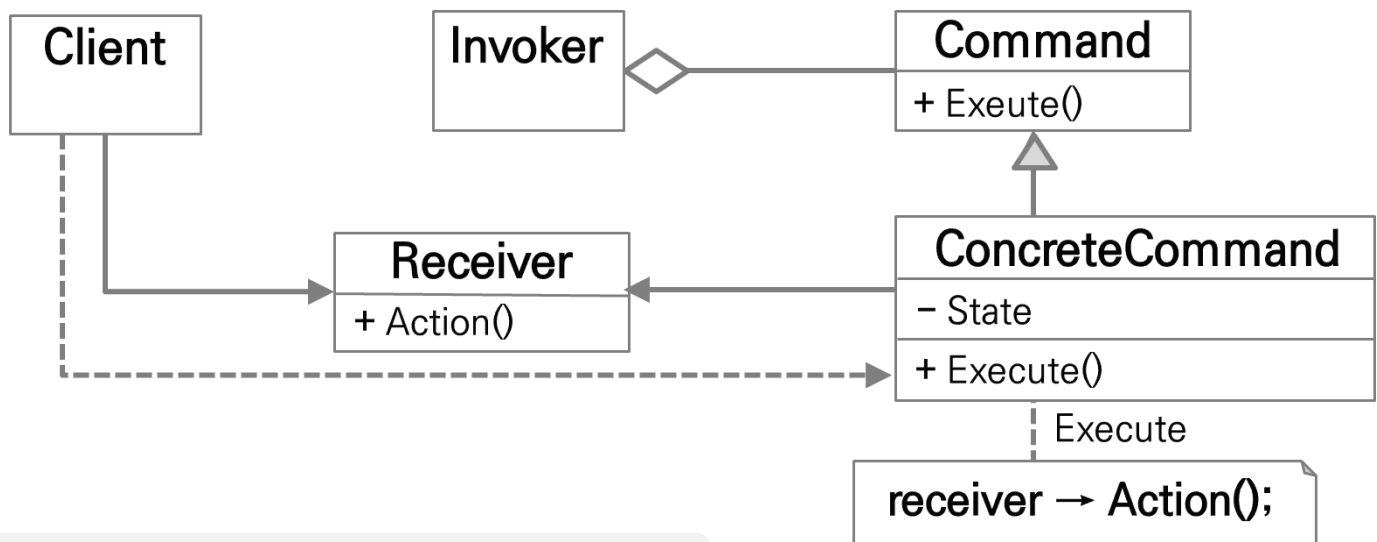 Client
Invoker
Command
+ Exeute()
Receiver
+ Action()
ConcreteCommand
- State
+ Execute()
Execute
receiver → Action();